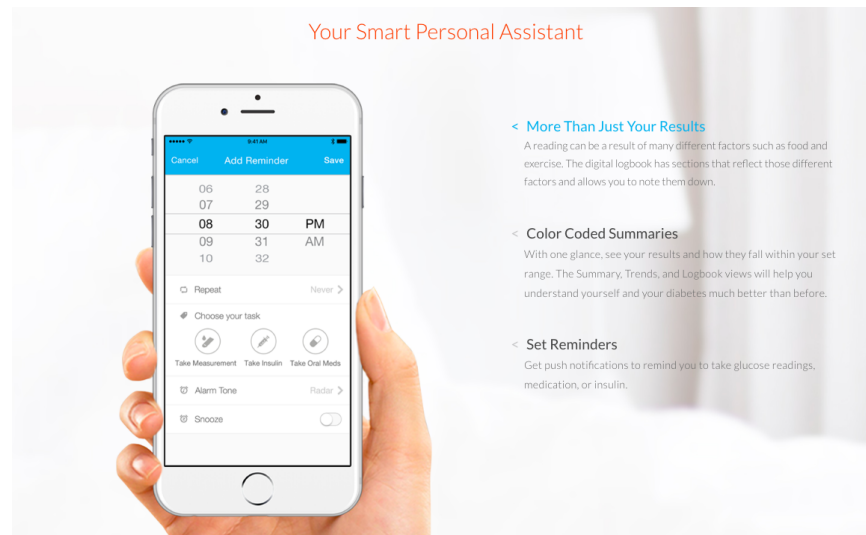 Your Smart Personal Assistant
9:41 AM
Cancel Add Reminder Save
06 28
07 29
08 30 PM
09 31 AM
10 32
Repeat Never >
Choose your task
Take Measurement Take Insulin Take Oral Meds
Alarm Tone Radar >
Snooze
< More Than Just Your Results
A reading can be a result of many different factors such as food and
exercise. The digital logbook has sections that reflect those different
factors and allows you to note them down.
< Color Coded Summaries
With one glance, see your results and how they fall within your set
range. The Summary, Trends, and Logbook views will help you
understand yourself and your diabetes much better than before.
< Set Reminders
Get push notifications to remind you to take glucose readings,
medication, or insulin.